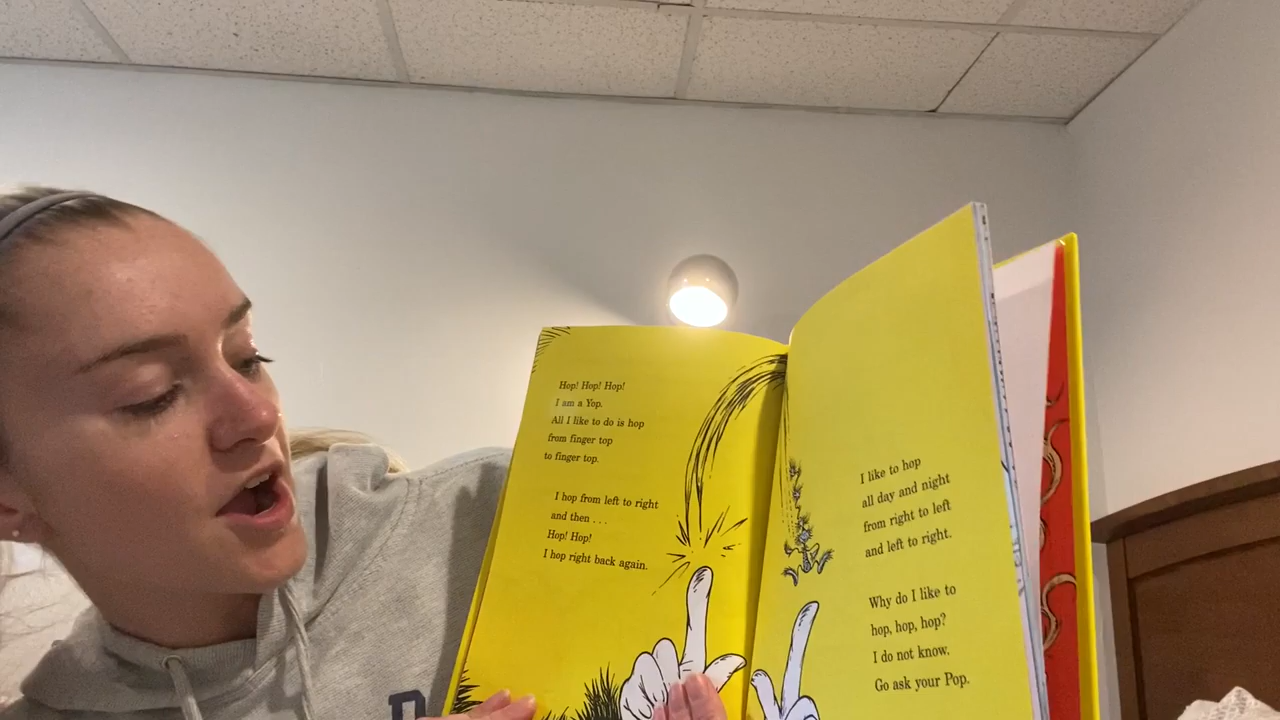 Hop! Hop! Hop!
I am a Yop.
All I like to do is hop
from finger top
to finger top.
I hop from left to right
and then . . .
Hop! Hop!
I hop right back again.
I like to hop
all day and night
from right to left
and left to right.
Why do I like to
hop, hop, hop?
I do not know.
Go ask your Pop.